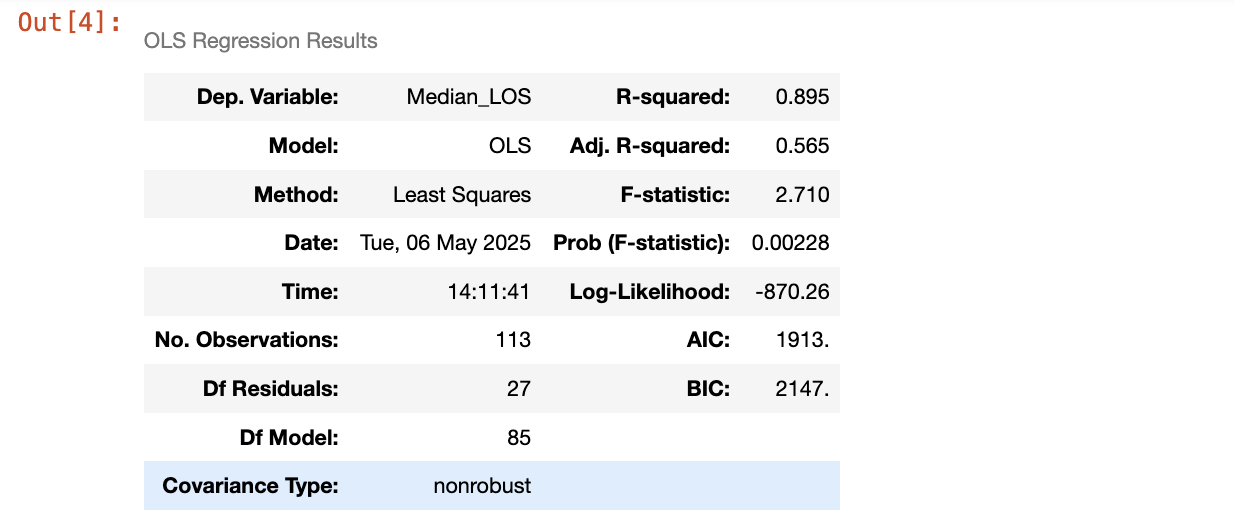 Out[4]:
OLS Regression Results
Dep. Variable: Median_LOS R-squared: 0.895
Model: OLS Adj. R-squared: 0.565
Method: Least Squares F-statistic: 2.710
Date: Tue, 06 May 2025 Prob (F-statistic): 0.00228
Time: 14:11:41 Log-Likelihood: -870.26
No. Observations: 113 AIC: 1913.
Df Residuals: 27 BIC: 2147.
Df Model: 85
Covariance Type: nonrobust